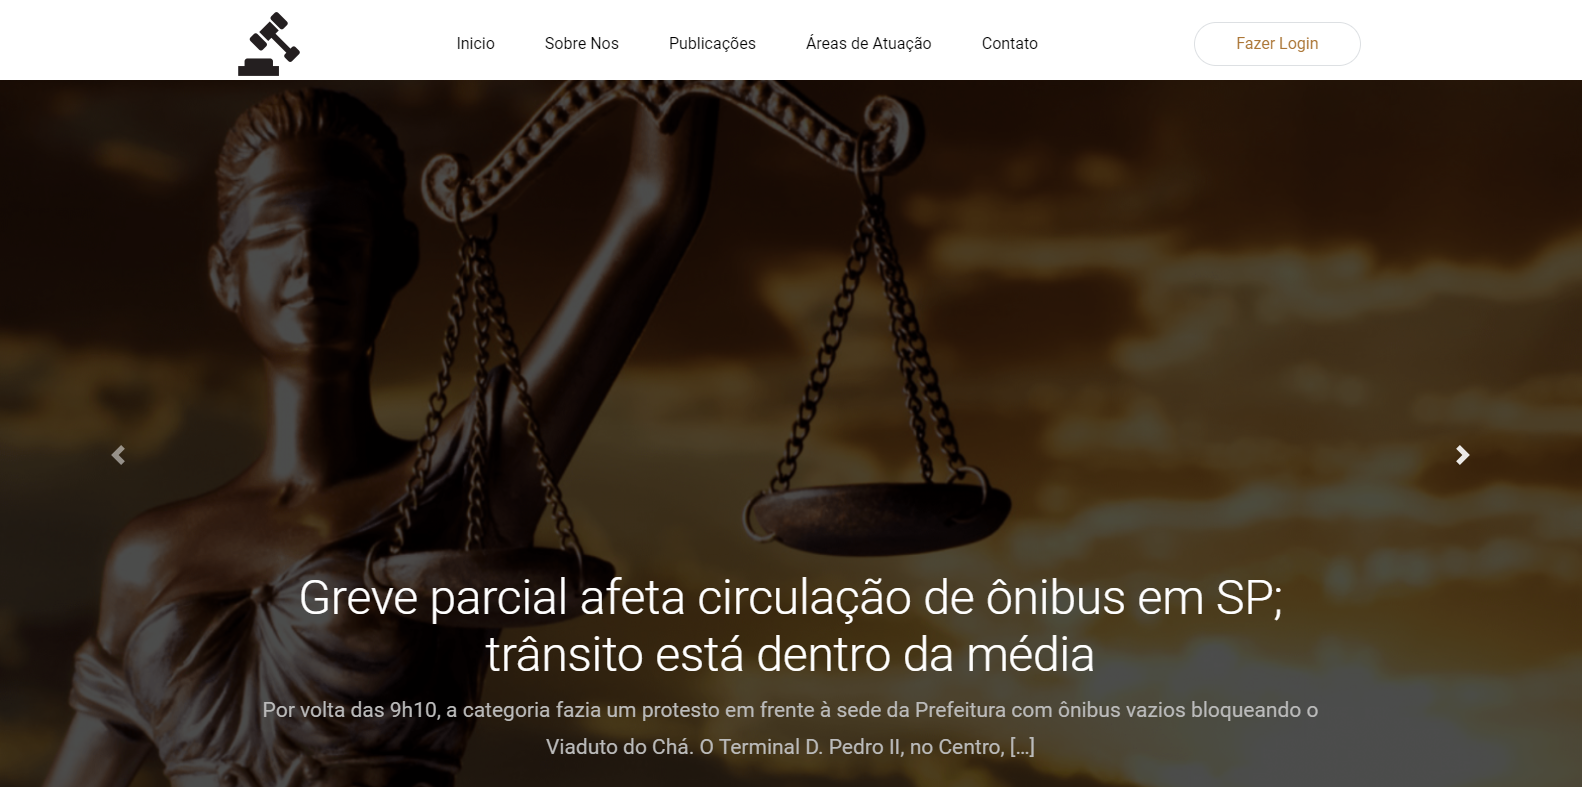 Inicio
Sobre Nos
Publicações
Áreas de Atuação
Contato
Fazer Login
Greve parcial afeta circulação de ônibus em SP;
trânsito está dentro da média
Por volta das 9h10, a categoria fazia um protesto em frente à sede da Prefeitura com ônibus vazios bloqueando o
Viaduto do Chá. O Terminal D. Pedro II, no Centro, [...]